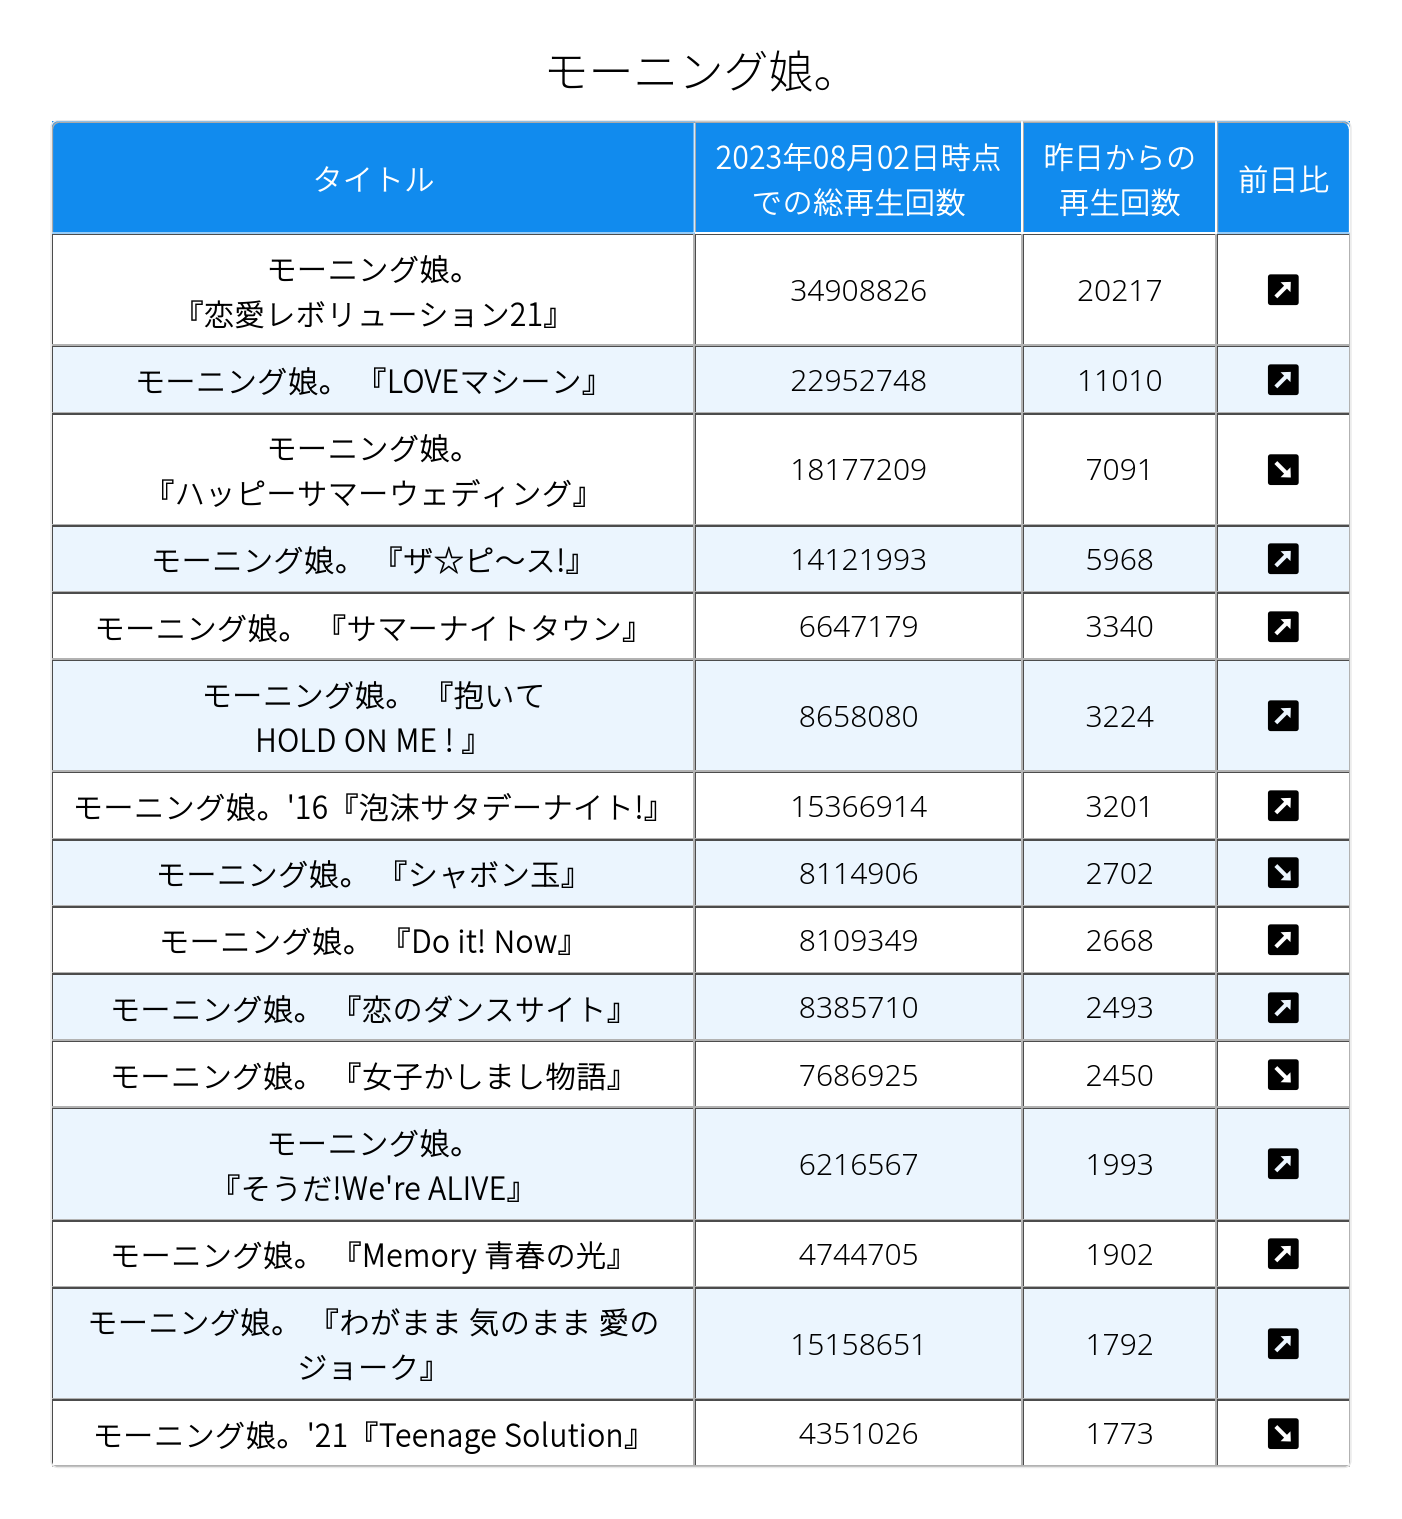 モーニング娘。
タイトル
2023年08月02日時点
での総再生回数
昨日からの
再生回数
前日比
モーニング娘。
『恋愛レボリューション21』
34908826
20217
モーニング娘。 『LOVEマシーン』
22952748
11010
モーニング娘。
『ハッピーサマーウェディング』
18177209
7091
モーニング娘。 『ザ☆ピ～ス!』
14121993
5968
モーニング娘。 『サマーナイトタウン』
6647179
3340
モーニング娘。 『抱いて
HOLD ON ME ! 』
8658080
3224
モーニング娘。'16『泡沫サタデーナイト!』
15366914
3201
モーニング娘。 『シャボン玉』
8114906
2702
モーニング娘。 『Do it! Now』
8109349
2668
モーニング娘。 『恋のダンスサイト』
8385710
2493
モーニング娘。 『女子かしまし物語』
7686925
2450
モーニング娘。
『そうだ!We're ALIVE』
6216567
1993
モーニング娘。 『Memory 青春の光』
4744705
1902
モーニング娘。 『わがまま 気のまま 愛の
ジョーク』
15158651
1792
モーニング娘。'21『Teenage Solution』
4351026
1773